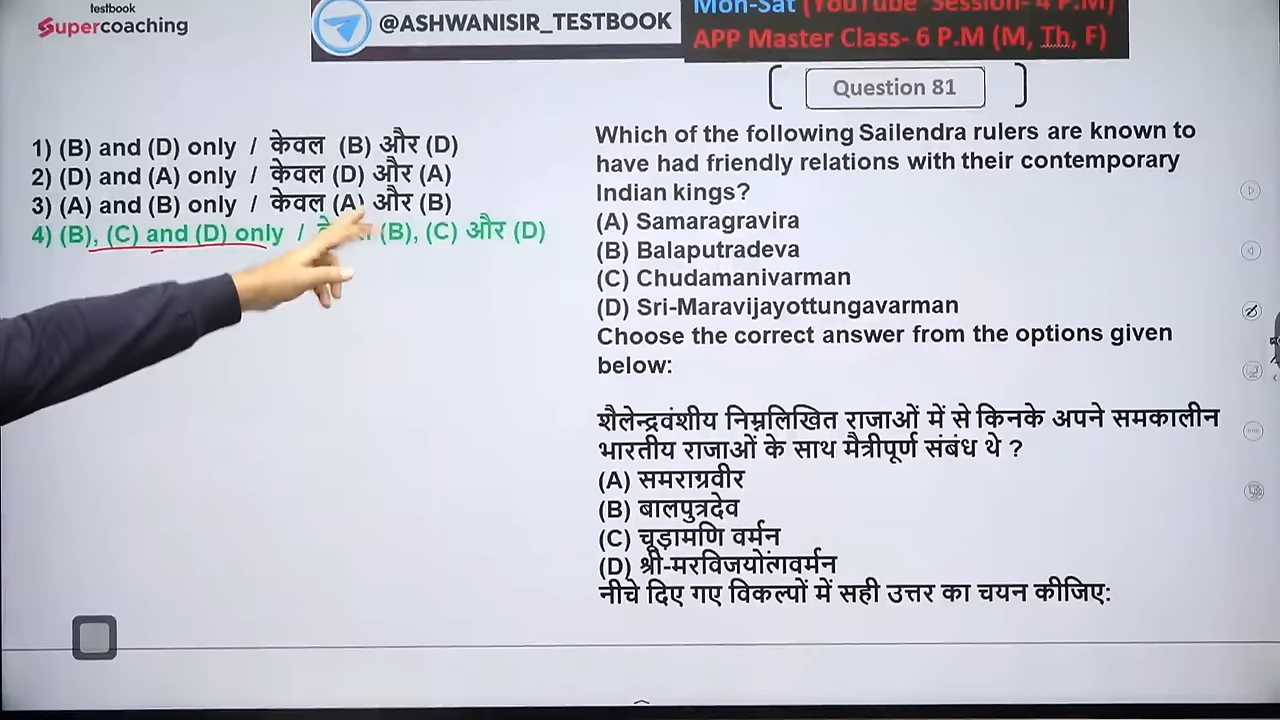 testbook
Supercoaching
@ASHWANISIR_TESTBOOK
Mon-Sat (YouTube Session- 4 P.M)
APP Master Class- 6 P.M (M, Th, F)
Question 81
1) (B) and (D) only / केवल (B) और (D)
2) (D) and (A) only / केवल (D) और (A)
3) (A) and (B) only / केवल (A) और (B)
4) (B), (C) and (D) only / (B), (C) और (D)
Which of the following Sailendra rulers are known to
have had friendly relations with their contemporary
Indian kings?
(A) Samaragravira
(B) Balaputradeva
(C) Chudamanivarman
(D) Sri-Maravijayottungavarman
Choose the correct answer from the options given
below:
शैलेन्द्रवंशीय निम्नलिखित राजाओं में से किनके अपने समकालीन
भारतीय राजाओं के साथ मैत्रीपूर्ण संबंध थे ?
(A) समराग्रवीर
(B) बालपुत्रदेव
(C) चूड़ामणि वर्मन
(D) श्री-मरविजयोत्तंगवर्मन
नीचे दिए गए विकल्पों में सही उत्तर का चयन कीजिए: